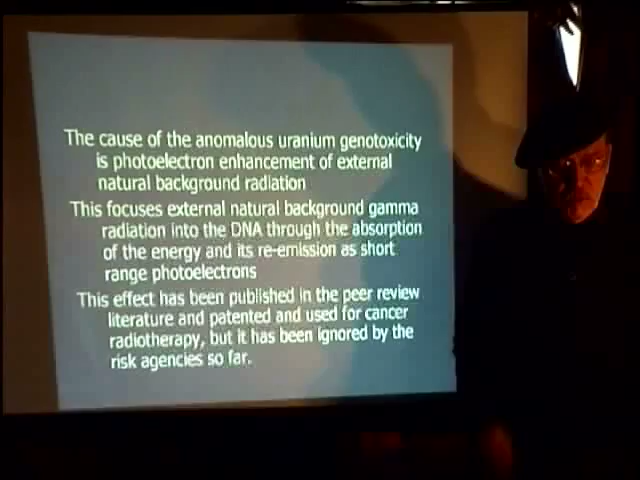 The cause of the anomalous uranium genotoxicity
is photoelectron enhancement of external
natural background radiation
This focuses external natural background gamma
radiation into the DNA through the absorption
of the energy and its re-emission as short
range photoelectrons
This effect has been published in the peer review
literature and patented and used for cancer
radiotherapy, but it has been ignored by the
risk agencies so far.